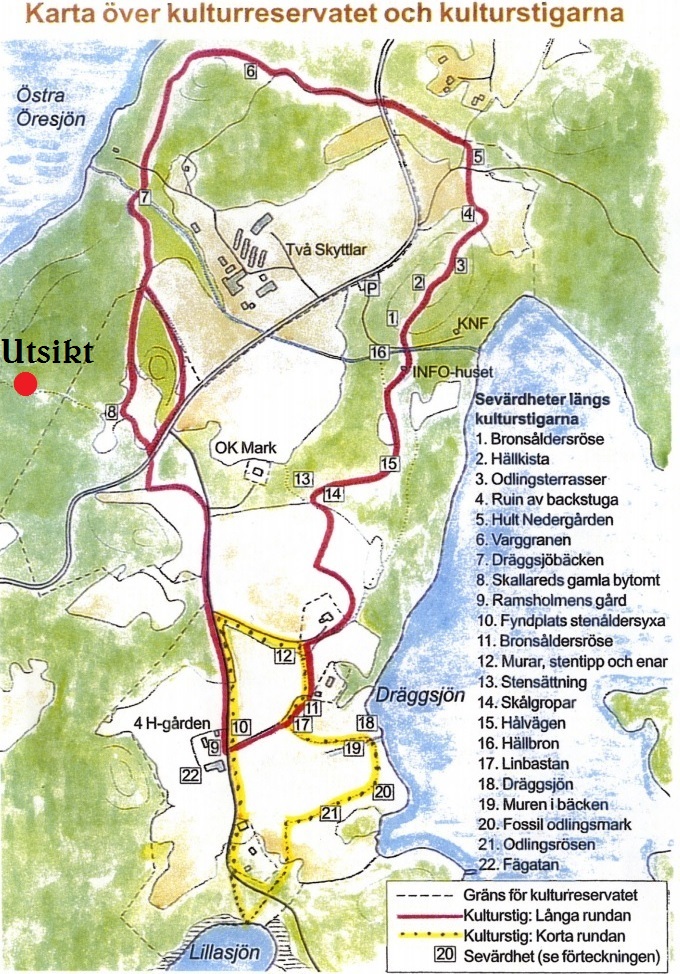 Karta över kulturreservatet och kulturstigarna
Östra
Öresjön
6
5
7
4
Två Skyttlar
3
2
P
1
KNF
Utsikt
16
INFO-huset
8
OK Mark
15
13
14
Sevärdheter längs
kulturstigarna
1. Bronsåldersröse
2. Hällkista
3. Odlingsterrasser
4. Ruin av backstuga
5. Hult Nedergården
6. Varggranen
7. Dräggsjöbäcken
8. Skallareds gamla bytomt
9. Ramsholmens gård
10. Fyndplats stenåldersyxa
11. Bronsåldersröse
12. Murar, stentipp och enar
13. Stensättning
14. Skålgropar
15. Hålvägen
16. Hällbron
17. Linbastan
18. Dräggsjön
19. Muren i bäcken
20. Fossil odlingsmark
21. Odlingsrösen
22. Fägatan
12
Dräggsjön
11
4 H-gården
10
17
18
9
19
22
20
21
Lillasjön
Gräns för kulturreservatet
Kulturstig: Långa rundan
Kulturstig: Korta rundan
20 Sevärdhet (se förteckningen)